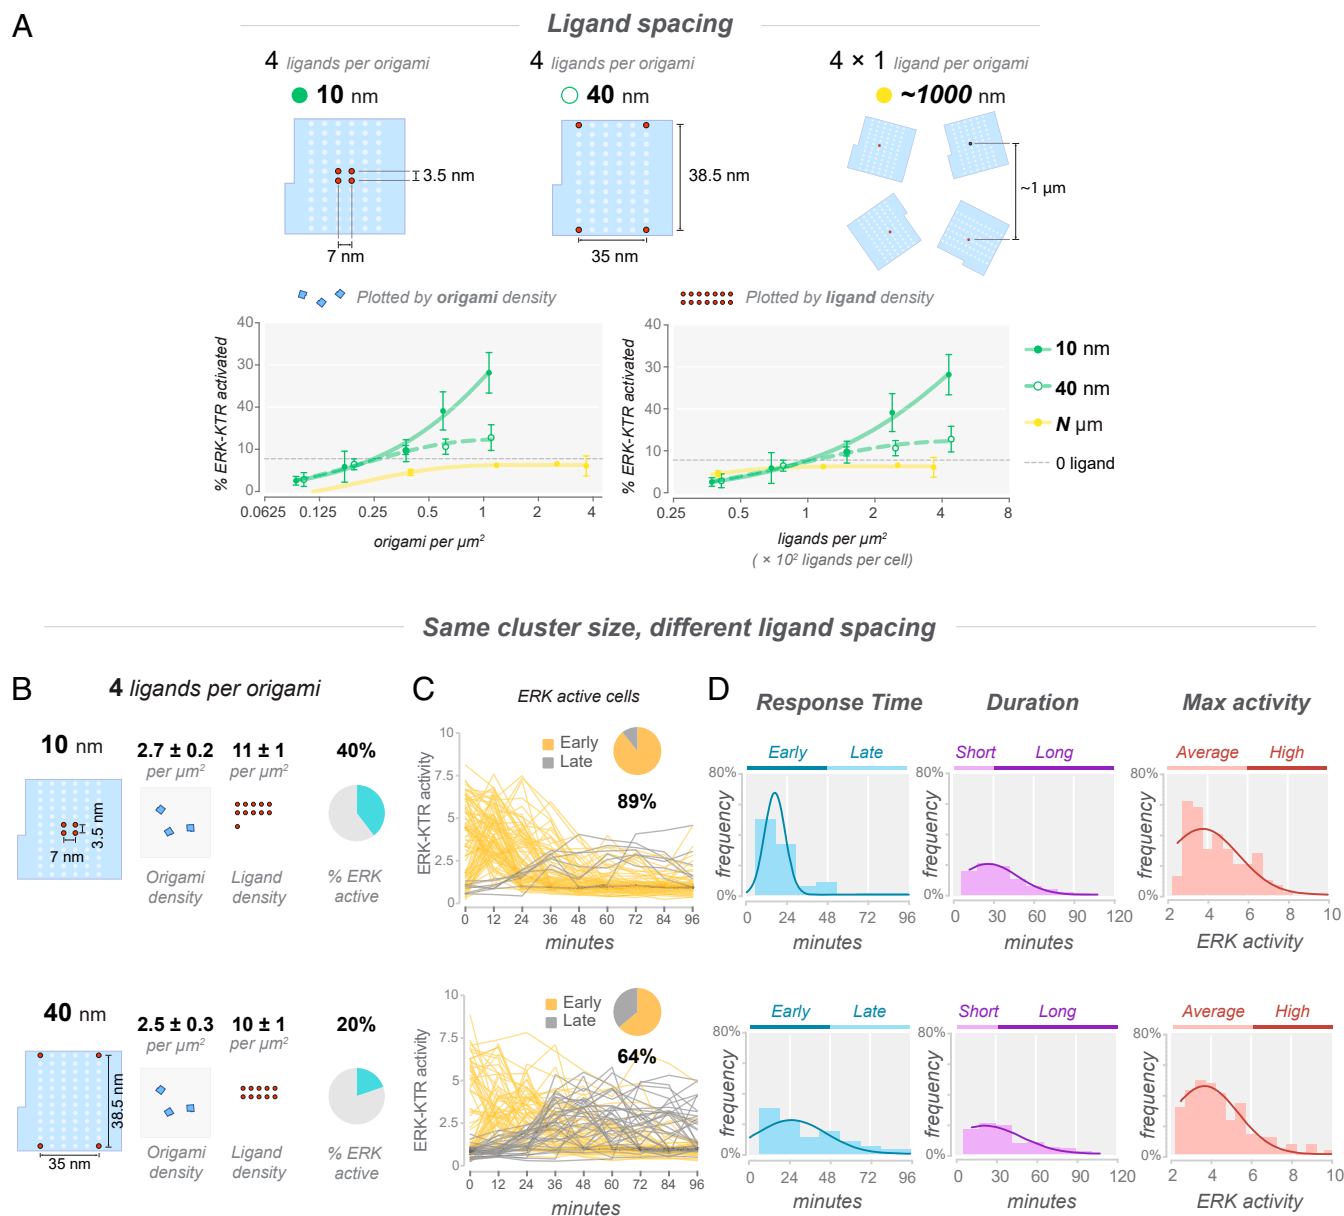 A
Ligand spacing
4 ligands per origami
10 nm
3.5 nm
7 nm
4 ligands per origami
40 nm
38.5 nm
35 nm
4 × 1 ligand per origami
~1000 nm
~1 µm
Plotted by origami density
% ERK-KTR activated
40
30
40
10
0
0.0625 0.125 0.25 0.5 1 2 4
origami per µm²
Plotted by ligand density
% ERK-KTR activated
40
30
40
10
0
0.25 0.5 1 2 4 8
ligands per µm²
( × 10² ligands per cell)
10 nm
40 nm
N µm
0 ligand
Same cluster size, different ligand spacing
B
4 ligands per origami
10 nm
3.5 nm
7 nm
2.7 ± 0.2
per µm²
Origami
density
11 ± 1
per µm²
Ligand
density
40%
% ERK
active
40 nm
38.5 nm
35 nm
2.5 ± 0.3
per µm²
Origami
density
10 ± 1
per µm²
Ligand
density
20%
% ERK
active
C
ERK active cells
Early
Late
89%
ERK-KTR activity
10
7.5
5
2.5
0
0 12 24 36 48 60 72 84 96
minutes
Early
Late
64%
ERK-KTR activity
10
7.5
5
2.5
0
0 12 24 36 48 60 72 84 96
minutes
D
Response Time
Early Late
80%
frequency
0%
0 24 48 72 96
minutes
Duration
Short Long
80%
frequency
0%
0 30 60 90 120
minutes
Max activity
Average High
80%
frequency
0%
2 4 6 8 10
ERK activity
Early Late
80%
frequency
0%
0 24 48 72 96
minutes
Short Long
80%
frequency
0%
0 30 60 90 120
minutes
Average High
80%
frequency
0%
2 4 6 8 10
ERK activity